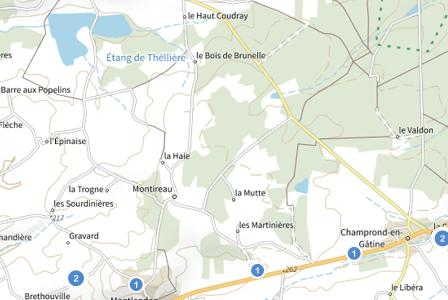 le Haut Coudray
le Bois de Brunelle
Étang de Théllière
Barre aux Popelins
l'Épinaise
le Valdon
la Haie
la Trogne
Montireau
la Mutte
les Sourdinières
217
les Martinières
Gravard
Champrond-en-
Gâtine
2
1
262
1
2
1
le Libéra
Brethouville